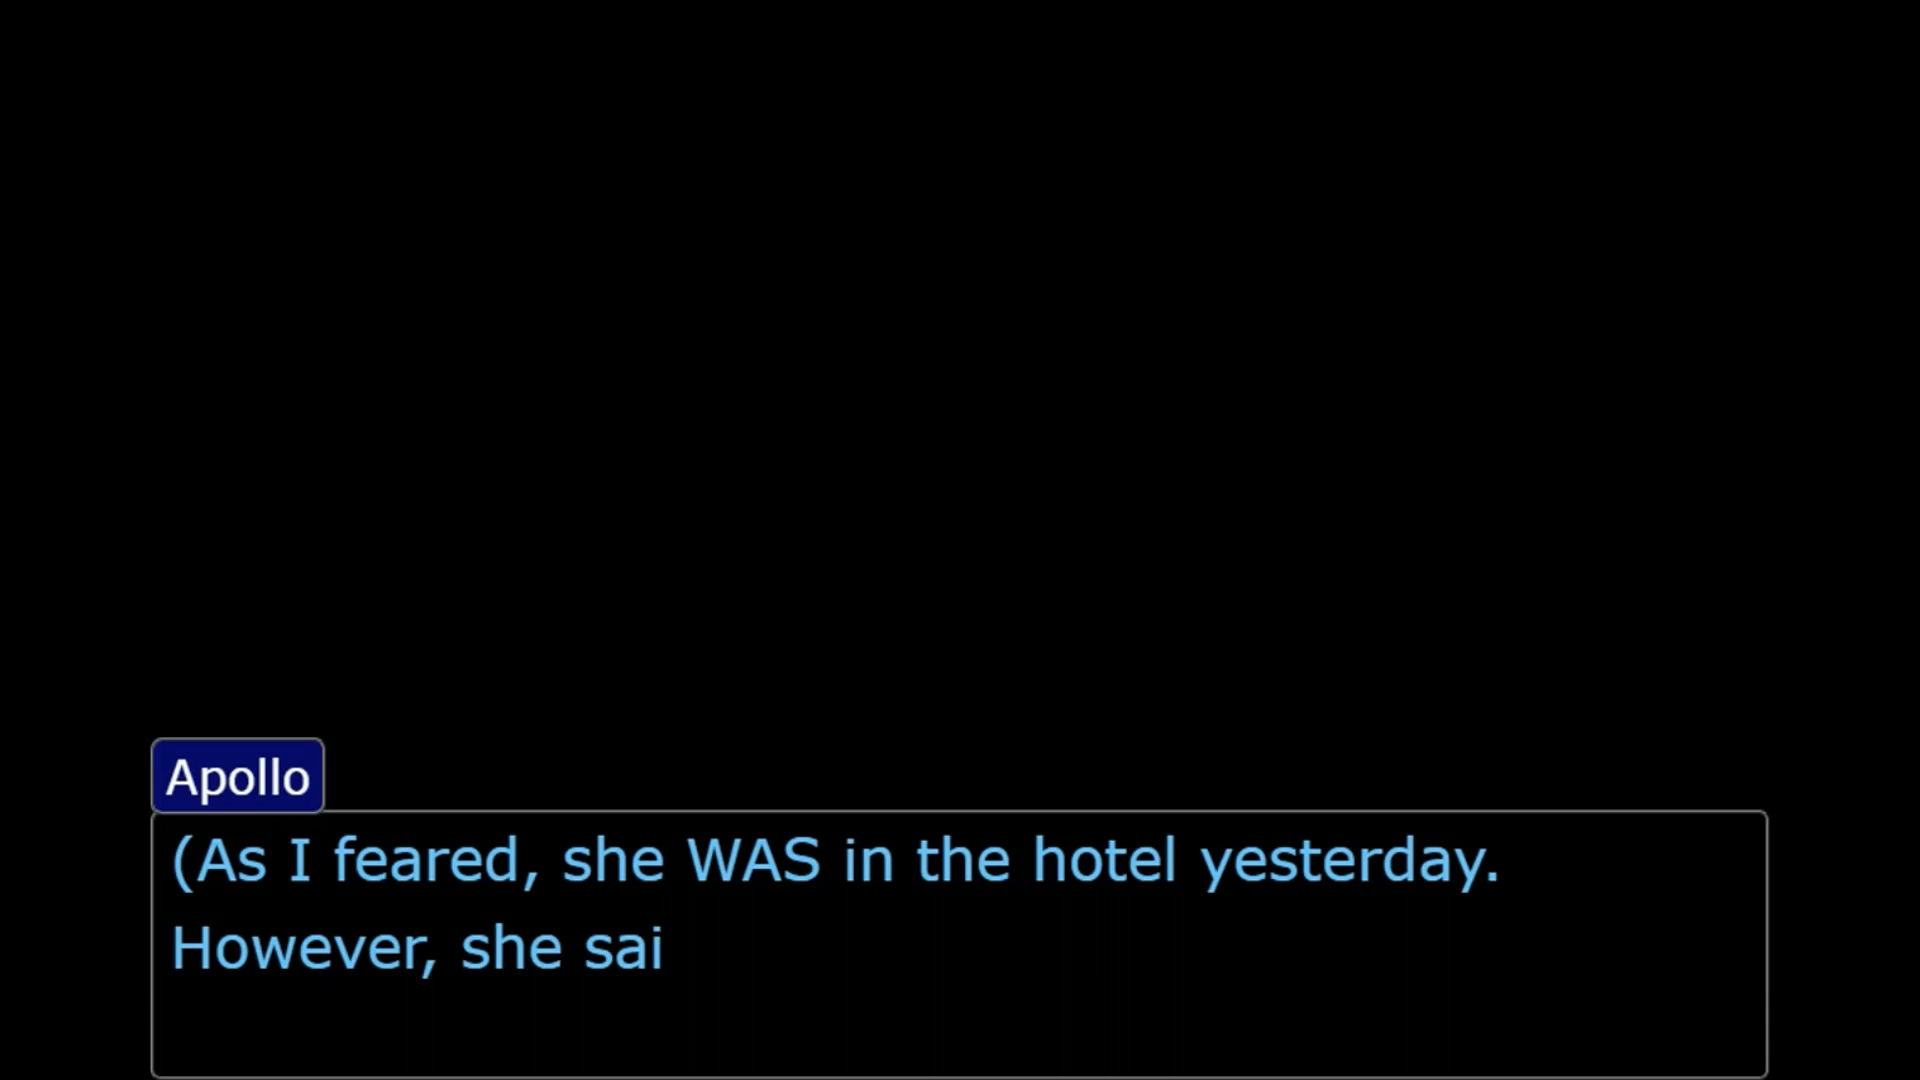 Apollo
(As I feared, she WAS in the hotel yesterday.
However, she sai